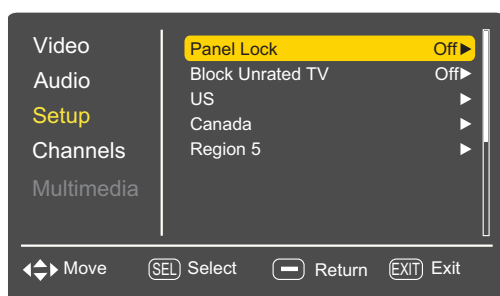 Video
Audio
Setup
Channels
Multimedia
Panel Lock Off
Block Unrated TV Off
US
Canada
Region 5
Move SEL Select Return EXIT Exit